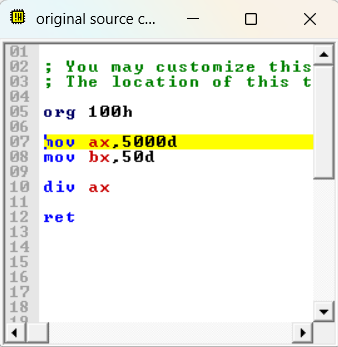 original source c...
01
02 ; You may customize this
03 ; The location of this t
04
05 org 100h
06
07 mov ax,5000d
08 mov bx,50d
09
10 div ax
11
12 ret
13
14
15
16
17
18
19